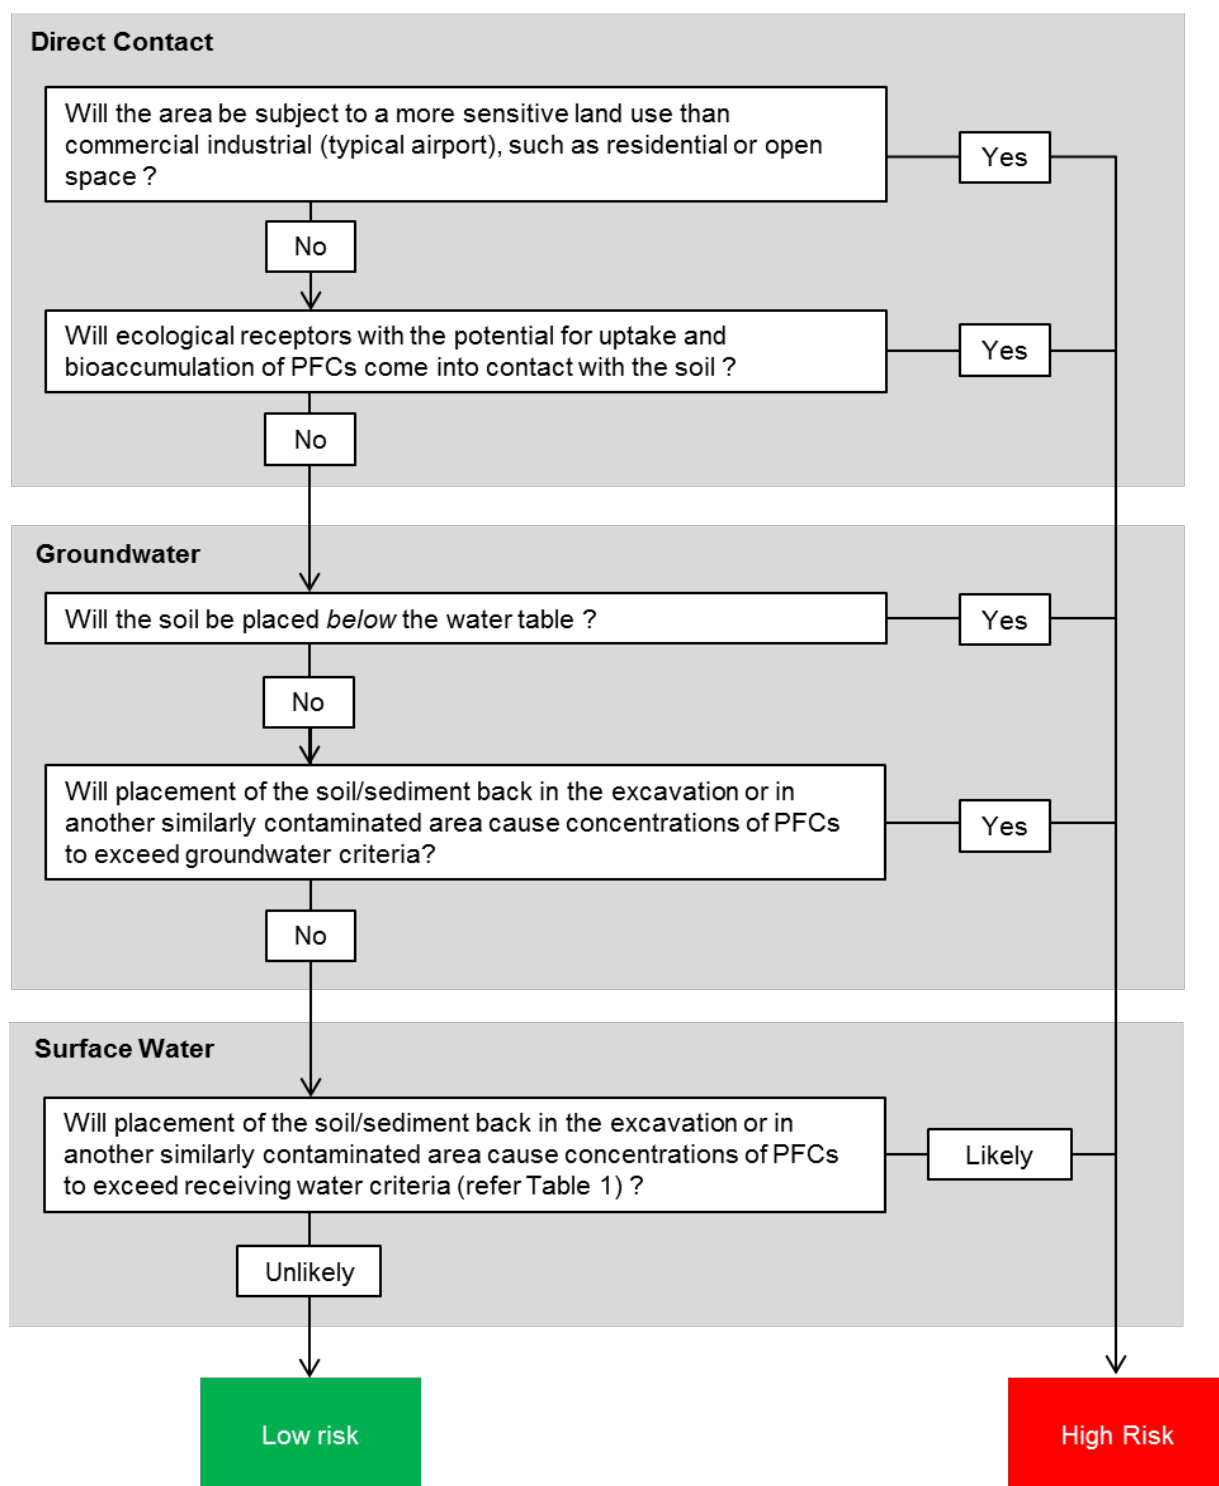 Direct Contact
Will the area be subject to a more sensitive land use than
commercial industrial (typical airport), such as residential or open
space ?
Yes
No
Will ecological receptors with the potential for uptake and
bioaccumulation of PFCs come into contact with the soil ?
Yes
No
Groundwater
Will the soil be placed below the water table ?
Yes
No
Will placement of the soil/sediment back in the excavation or in
another similarly contaminated area cause concentrations of PFCs
to exceed groundwater criteria?
Yes
No
Surface Water
Will placement of the soil/sediment back in the excavation or in
another similarly contaminated area cause concentrations of PFCs
to exceed receiving water criteria (refer Table 1) ?
Likely
Unlikely
Low risk
High Risk